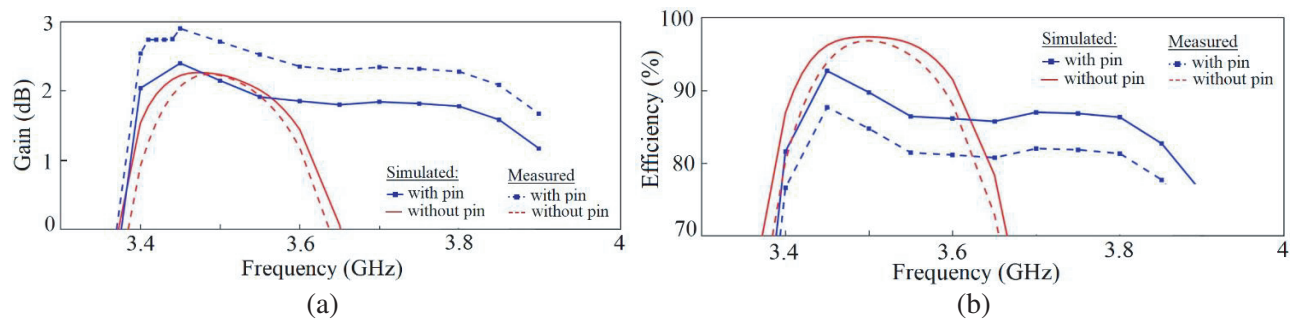 3
2
1
0
Gain (dB)
3.4
3.6
3.8
4
Frequency (GHz)
Simulated:
with pin
without pin
Measured
with pin
without pin
(a)
100
90
80
70
Efficiency (%)
3.4
3.6
3.8
4
Frequency (GHz)
Simulated:
with pin
without pin
Measured
with pin
without pin
(b)